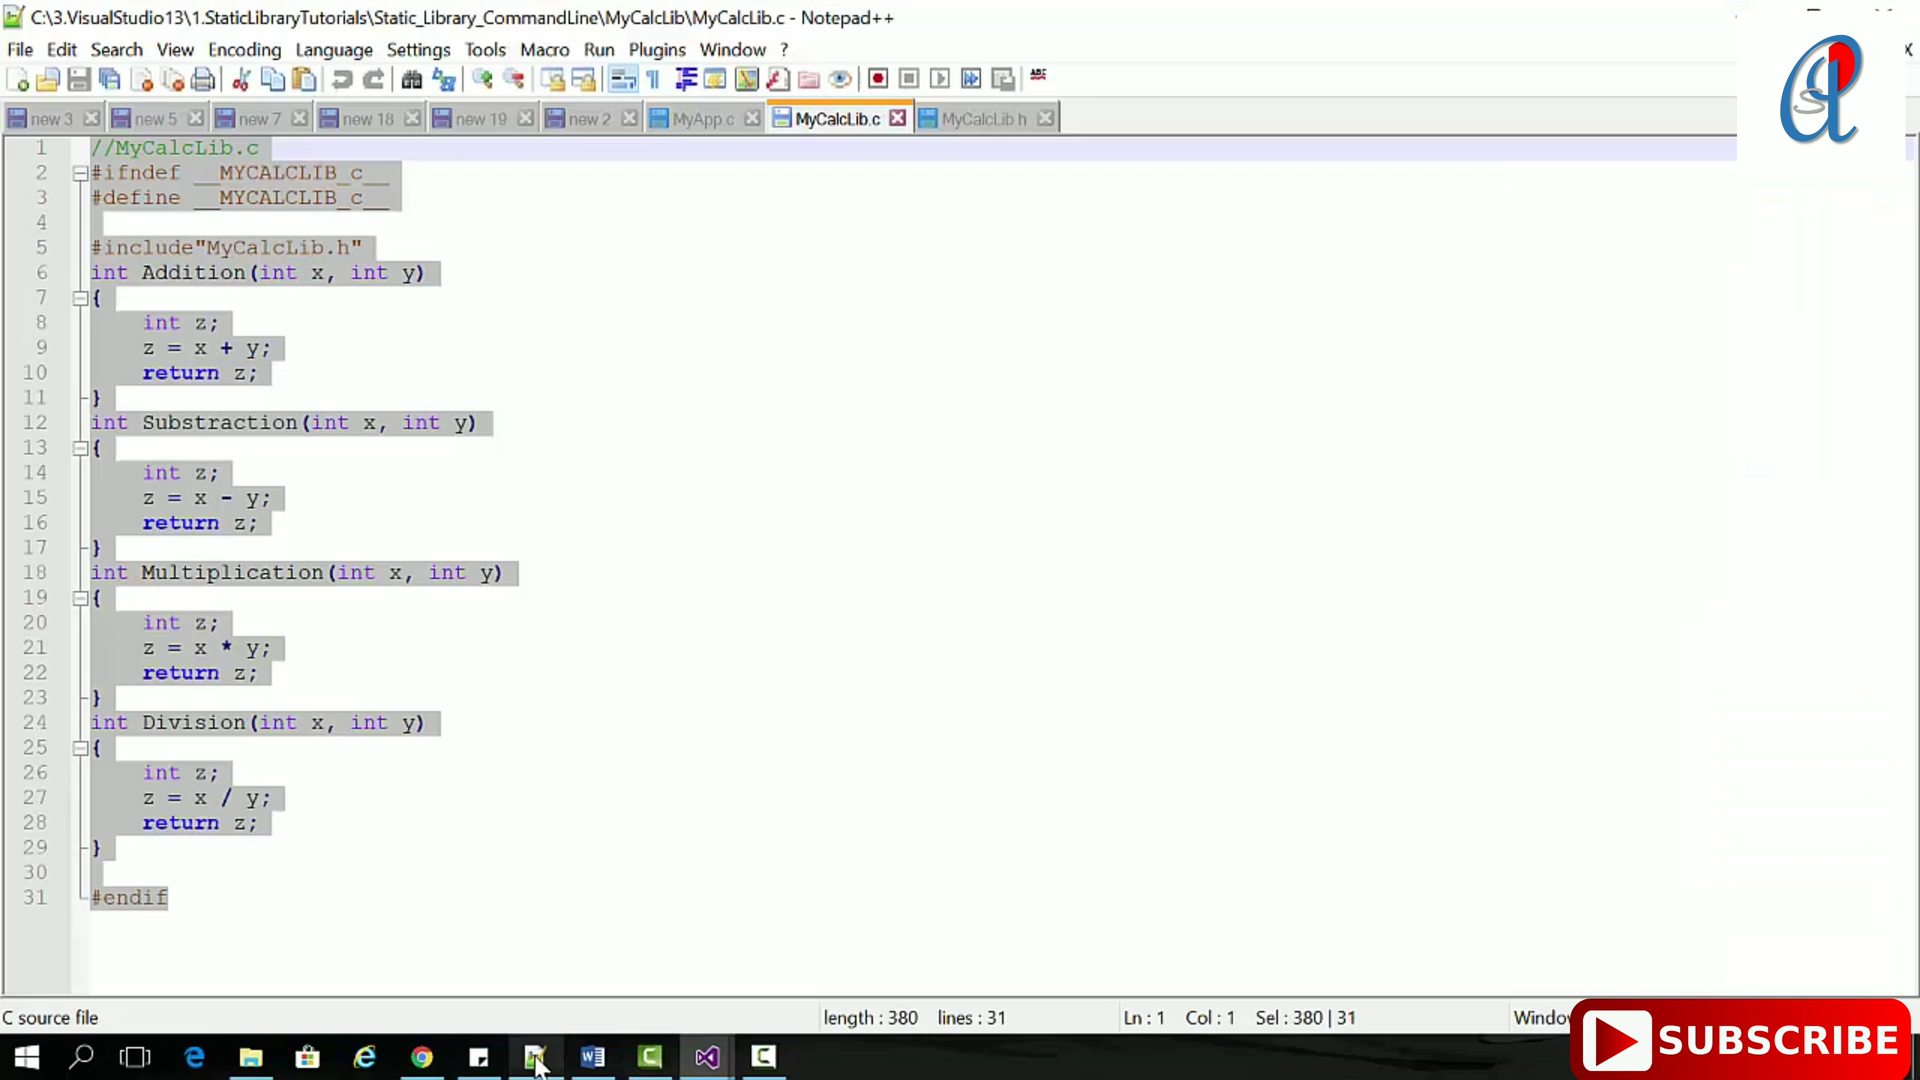 C:\3.VisualStudio13\1.StaticLibraryTutorials\Static_Library_CommandLine\MyCalcLib\MyCalcLib.c - Notepad++
File Edit Search View Encoding Language Settings Tools Macro Run Plugins Window ? X
new 3 new 5 new 7 new 18 new 19 new 2 MyApp.c MyCalcLib.c MyCalcLib.h
1 //MyCalcLib.c
2 #ifndef __MYCALCLIB_c__
3 #define __MYCALCLIB_c__
4
5 #include"MyCalcLib.h"
6 int Addition(int x, int y)
7 {
8 int z;
9 z = x + y;
10 return z;
11 }
12 int Substraction(int x, int y)
13 {
14 int z;
15 z = x - y;
16 return z;
17 }
18 int Multiplication(int x, int y)
19 {
20 int z;
21 z = x * y;
22 return z;
23 }
24 int Division(int x, int y)
25 {
26 int z;
27 z = x / y;
28 return z;
29 }
30
31 #endif
C source file length : 380 lines : 31 Ln : 1 Col : 1 Sel : 380 | 31
SUBSCRIBE